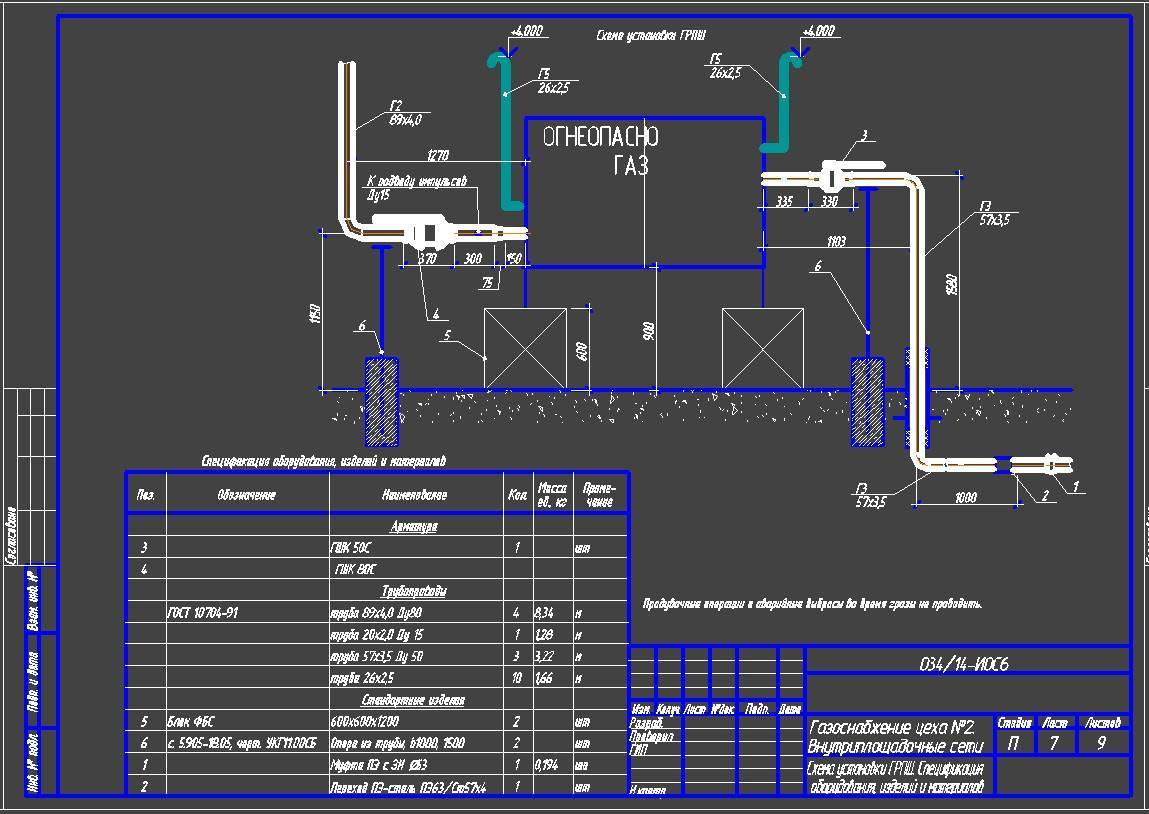 Схема установки ГРПШ
+4.000
+4.000
Г5
26х2,5
Г5
26х2,5
Г2
89х4,0
ОГНЕОПАСНО
ГАЗ
1270
К подводу импульсов
Ду15
3
335
330
Г3
57х3,5
1103
370
300
150
75
6
1580
1150
4
6
5
600
900
Г3
57х3,5
1000
2
1
Спецификация оборудования, изделий и материалов
Поз. Обозначение Наименование Кол. Масса ед., кг Приме-чание
Арматура
3 ГШК 50С 1 шт
4 ГШК 80С
Трубопроводы
ГОСТ 10704-91 труба 89х4,0 Ду80 4 8,34 м
труба 20х2,0 Ду 15 1 1,28 м
труба 57х3,5 Ду 50 3 3,22 м
труба 26х2,5 10 1,66 м
Стандартные изделия
5 Блок ФБС 600х600х1200 2 шт
6 с. 5.905-18.05, черт. УКГ11.00СБ Опора из трубы, h1000, 1500 2 шт
1 Муфта ПЭ с ЗН Ø63 1 0,194 шт
2 Переход ПЭ-сталь ПЭ63/Ст57х4 1 шт
Продувочные операции и аварийные выбросы во время грозы не проводить.
034/14-ИОС6
Изм. Колуч Лист №док. Подп. Дата
Разраб.
Проверил
ГИП
Н.контр.
Газоснабжение цеха №2.
Внутриплощадочные сети
Стадия Лист Листов
П 7 9
Схема установки ГРПШ. Спецификация
оборудования, изделий и материалов
Согласовано
Взам. инв. №
Подп. и дата
Инв. № подл.